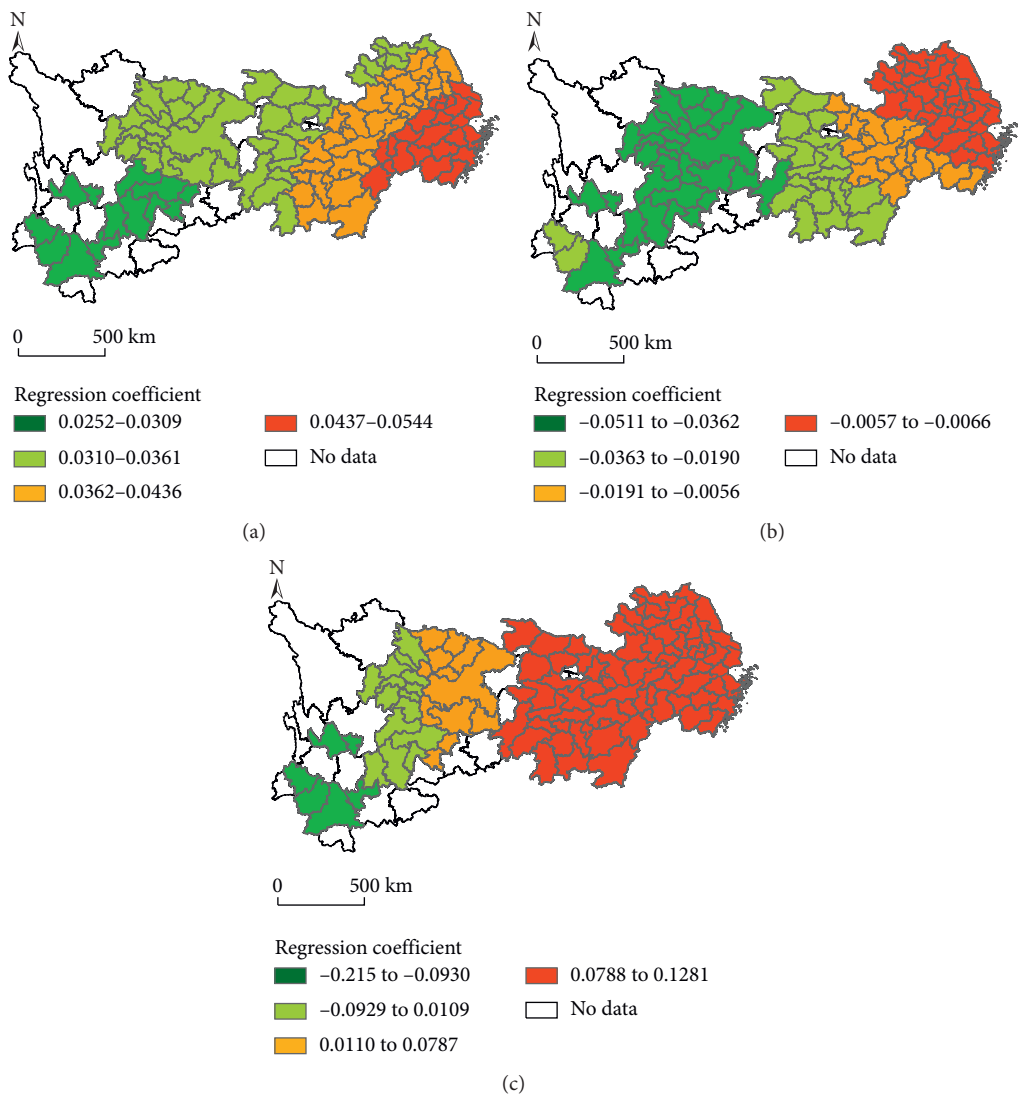 N
0 500 km
Regression coefficient
0.0252–0.0309
0.0310–0.0361
0.0362–0.0436
0.0437–0.0544
No data
(a)
N
0 500 km
Regression coefficient
–0.0511 to –0.0362
–0.0363 to –0.0190
–0.0191 to –0.0056
–0.0057 to –0.0066
No data
(b)
N
0 500 km
Regression coefficient
–0.215 to –0.0930
–0.0929 to 0.0109
0.0110 to 0.0787
0.0788 to 0.1281
No data
(c)